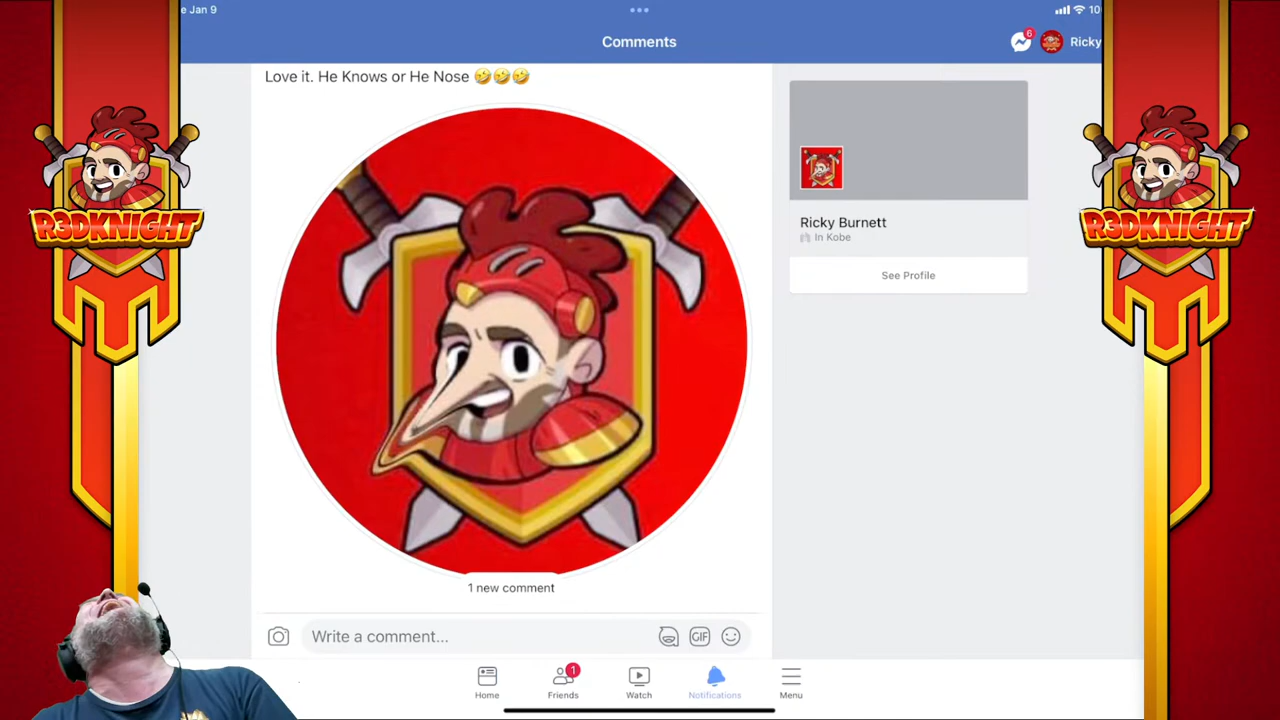 e Jan 9
10
Comments
6
Ricky
Love it. He Knows or He Nose 🤣🤣🤣
R3DKNIGHT
R3DKNIGHT
Ricky Burnett
In Kobe
See Profile
1 new comment
Write a comment...
GIF
1
Home
Friends
Watch
Notifications
Menu